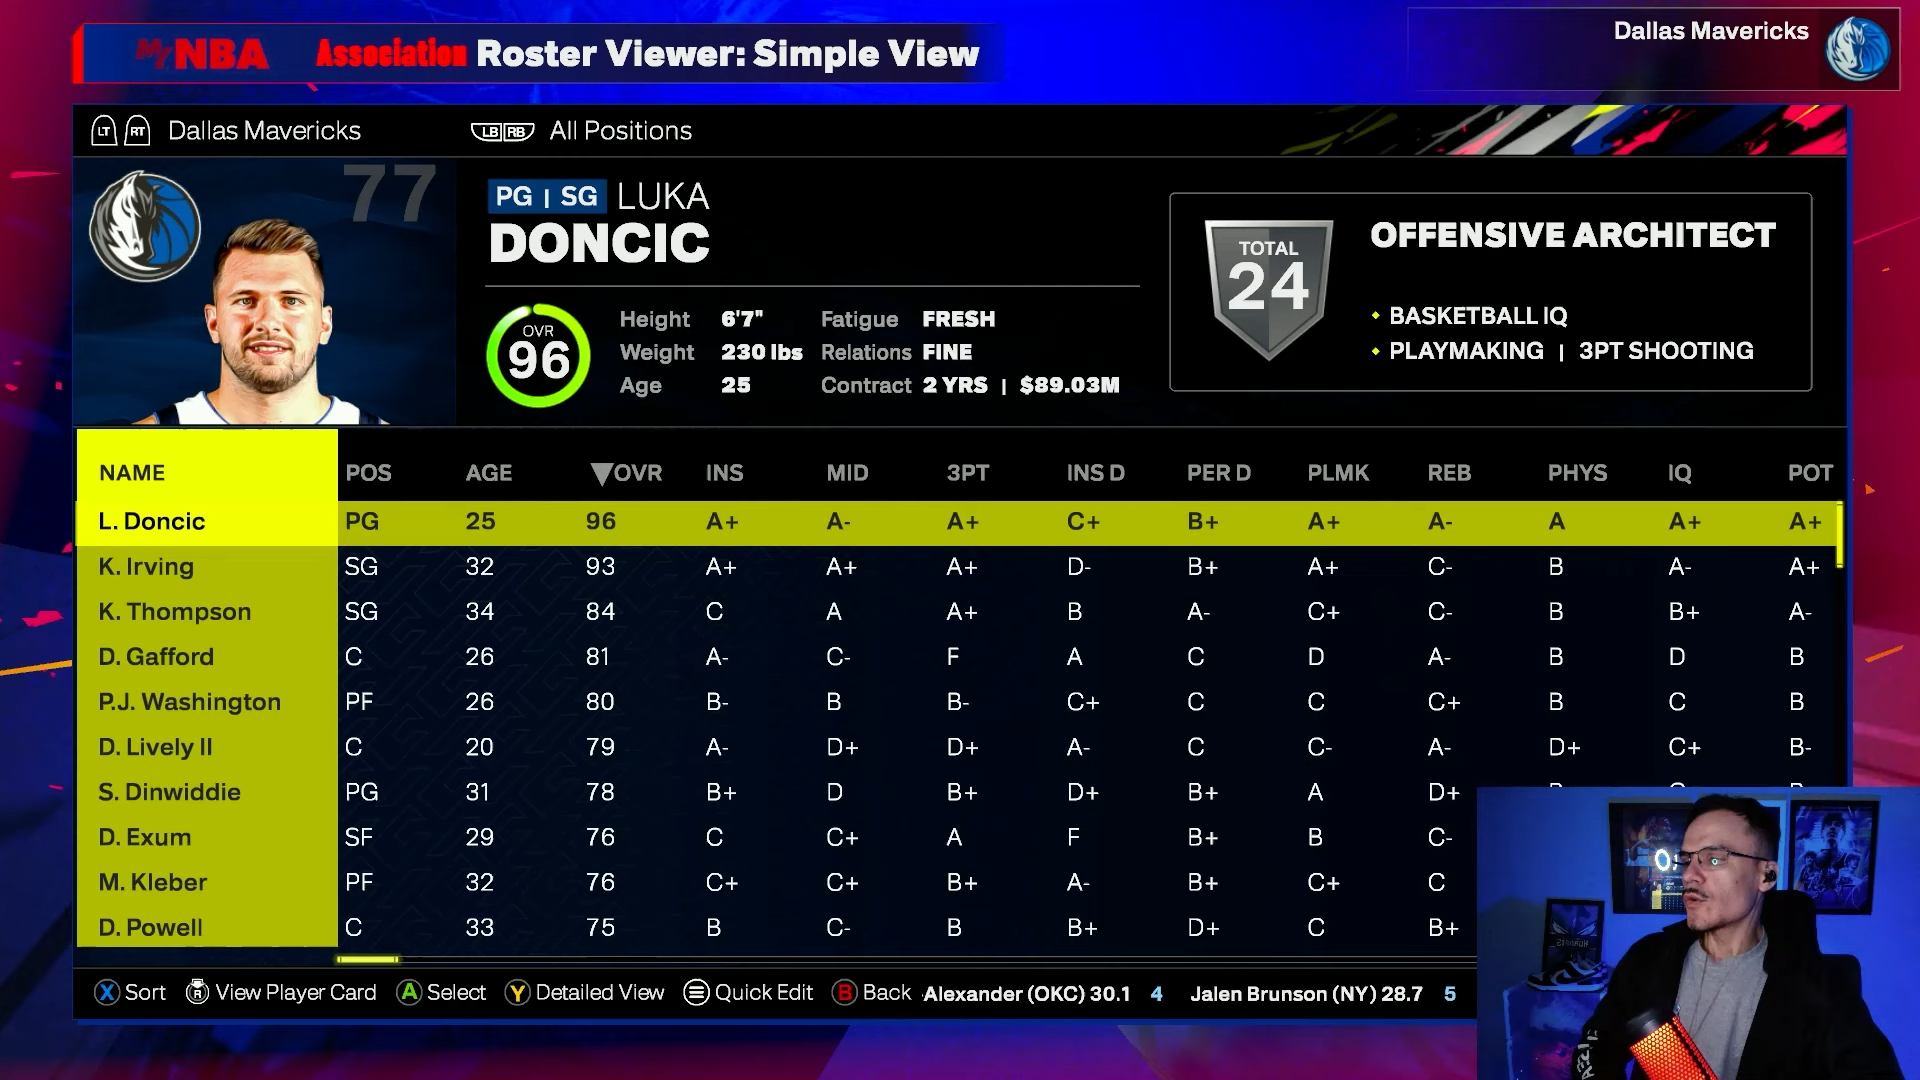 MyNBA Association Roster Viewer: Simple View
Dallas Mavericks
LT RT Dallas Mavericks LB RB All Positions
77
PG | SG LUKA
DONCIC
OVR
96
Height 6'7" Fatigue FRESH
Weight 230 lbs Relations FINE
Age 25 Contract 2 YRS | $89.03M
TOTAL
24
OFFENSIVE ARCHITECT
BASKETBALL IQ
PLAYMAKING | 3PT SHOOTING
NAME POS AGE OVR INS MID 3PT INS D PER D PLMK REB PHYS IQ POT
L. Doncic PG 25 96 A+ A- A+ C+ B+ A+ A- A A+ A+
K. Irving SG 32 93 A+ A+ A+ D- B+ A+ C- B A- A+
K. Thompson SG 34 84 C A A+ B A- C+ C- B B+ A-
D. Gafford C 26 81 A- C- F A C D A- B D B
P.J. Washington PF 26 80 B- B B- C+ C C C+ B C B
D. Lively II C 20 79 A- D+ D+ A- C C- A- D+ C+ B-
S. Dinwiddie PG 31 78 B+ D B+ D+ B+ A D+
D. Exum SF 29 76 C C+ A F B+ B C-
M. Kleber PF 32 76 C+ C+ B+ A- B+ C+ C
D. Powell C 33 75 B C- B B+ D+ C B+
X Sort R View Player Card A Select Y Detailed View Quick Edit B Back Alexander (OKC) 30.1 4 Jalen Brunson (NY) 28.7 5